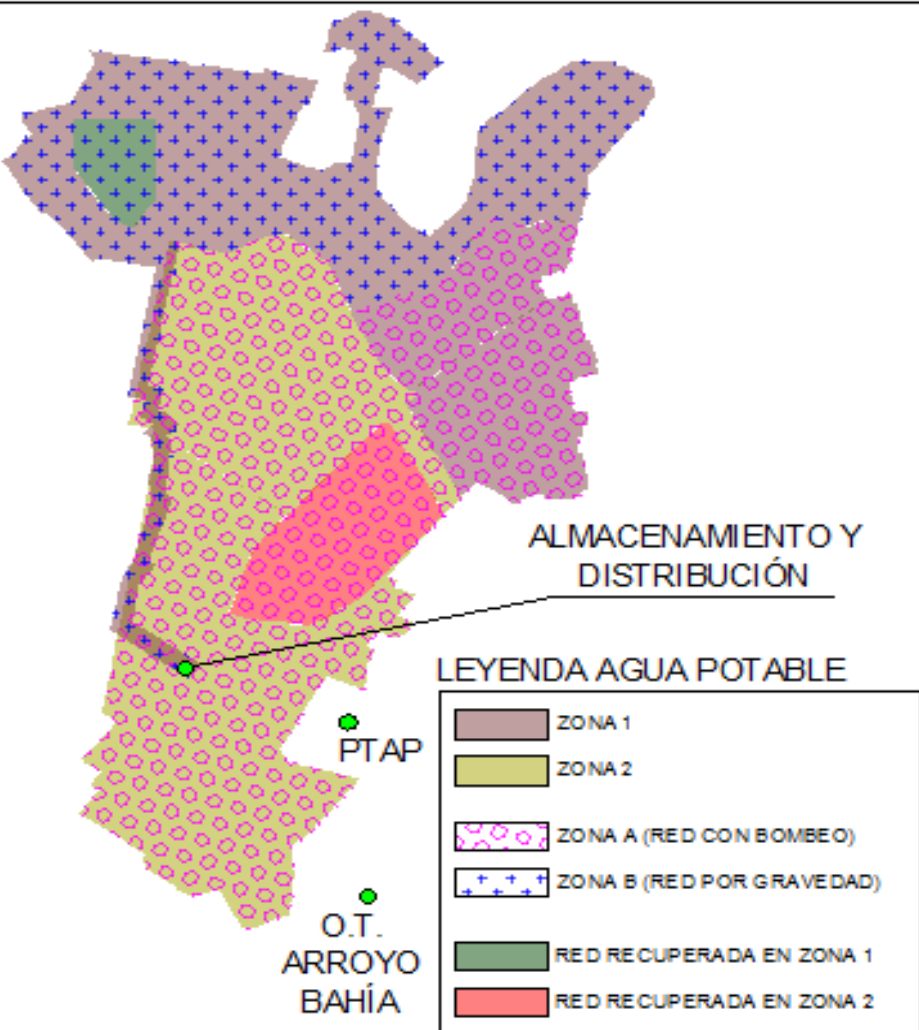 ALMACENAMIENTO Y
DISTRIBUCIÓN
LEYENDA AGUA POTABLE
ZONA 1
PTAP
ZONA 2
ZONA A (RED CON BOMBEO)
ZONA B (RED POR GRAVEDAD)
O.T.
ARROYO
BAHÍA
RED RECUPERADA EN ZONA 1
RED RECUPERADA EN ZONA 2